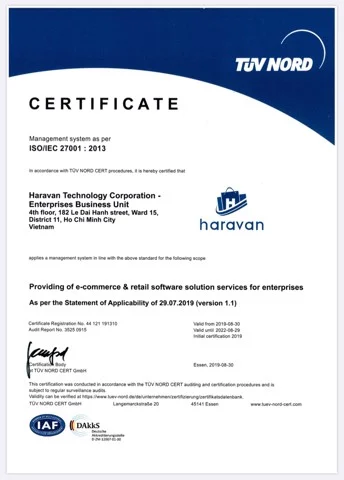 TÜV NORD
CERTIFICATE
Management system as per
ISO/IEC 27001 : 2013
In accordance with TÜV NORD CERT procedures, it is hereby certified that
Haravan Technology Corporation -
Enterprises Business Unit
4th floor, 182 Le Dai Hanh street, Ward 15,
District 11, Ho Chi Minh City
Vietnam
H
haravan
applies a management system in line with the above standard for the following scope
Providing of e-commerce & retail software solution services for enterprises
As per the Statement of Applicability of 29.07.2019 (version 1.1)
Certificate Registration No. 44 121 191310
Audit Report No. 3525 0915
Valid from 2019-08-30
Valid until 2022-08-29
Initial certification 2019
Certification Body
at TÜV NORD CERT GmbH
Essen, 2019-08-30
This certification was conducted in accordance with the TÜV NORD CERT auditing and certification procedures and is
subject to regular surveillance audits.
Validity can be verified at https://www.tuev-nord.de/de/unternehmen/zertifizierung/zertifikatsdatenbank.
TÜV NORD CERT GmbH Langemarckstraße 20 45141 Essen www.tuev-nord-cert.com
IAF
DAkkS
Deutsche
Akkreditierungsstelle
D-ZM-12007-01-00